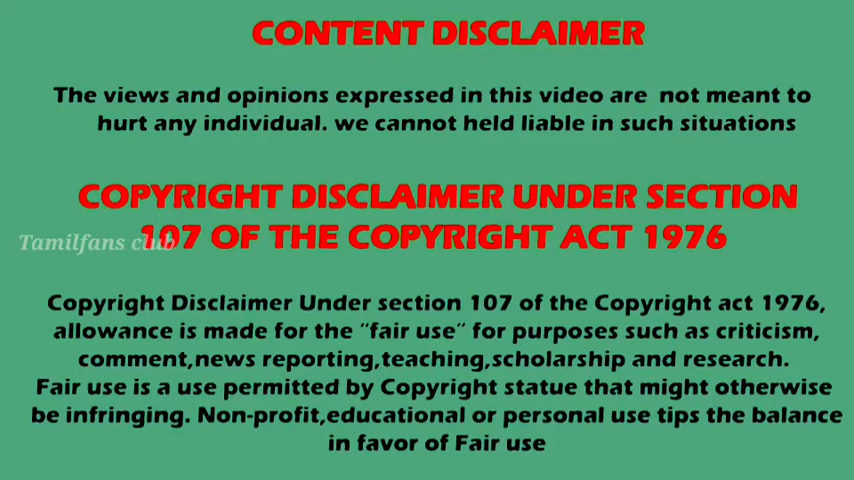 CONTENT DISCLAIMER
The views and opinions expressed in this video are not meant to
hurt any individual. we cannot held liable in such situations
COPYRIGHT DISCLAIMER UNDER SECTION
107 OF THE COPYRIGHT ACT 1976
Tamilfans club
Copyright Disclaimer Under section 107 of the Copyright act 1976,
allowance is made for the "fair use" for purposes such as criticism,
comment,news reporting,teaching,scholarship and research.
Fair use is a use permitted by Copyright statue that might otherwise
be infringing. Non-profit,educational or personal use tips the balance
in favor of Fair use